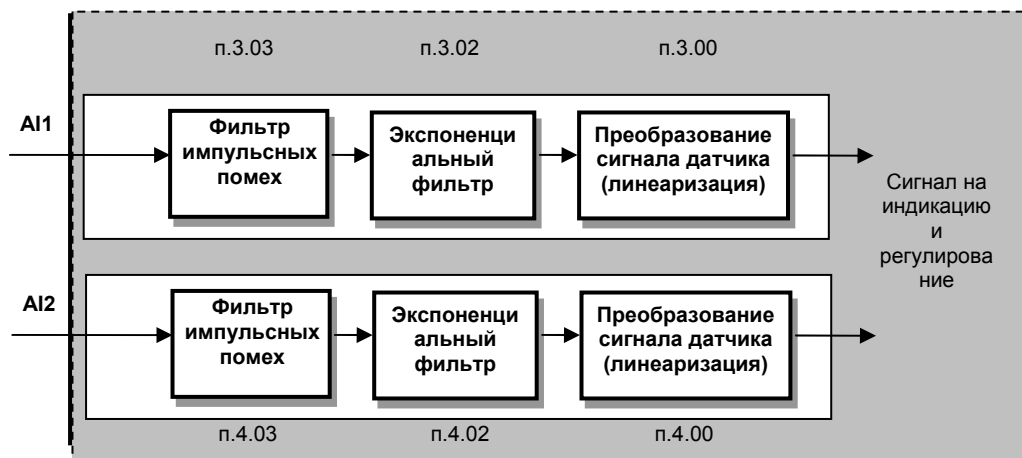 п.3.03 п.3.02 п.3.00
AI1
Фильтр
импульсных
помех
Экспоненци
альный
фильтр
Преобразование
сигнала датчика
(линеаризация)
Сигнал на
индикацию
и
регулирова
ние
AI2
Фильтр
импульсных
помех
Экспоненци
альный
фильтр
Преобразование
сигнала датчика
(линеаризация)
п.4.03 п.4.02 п.4.00